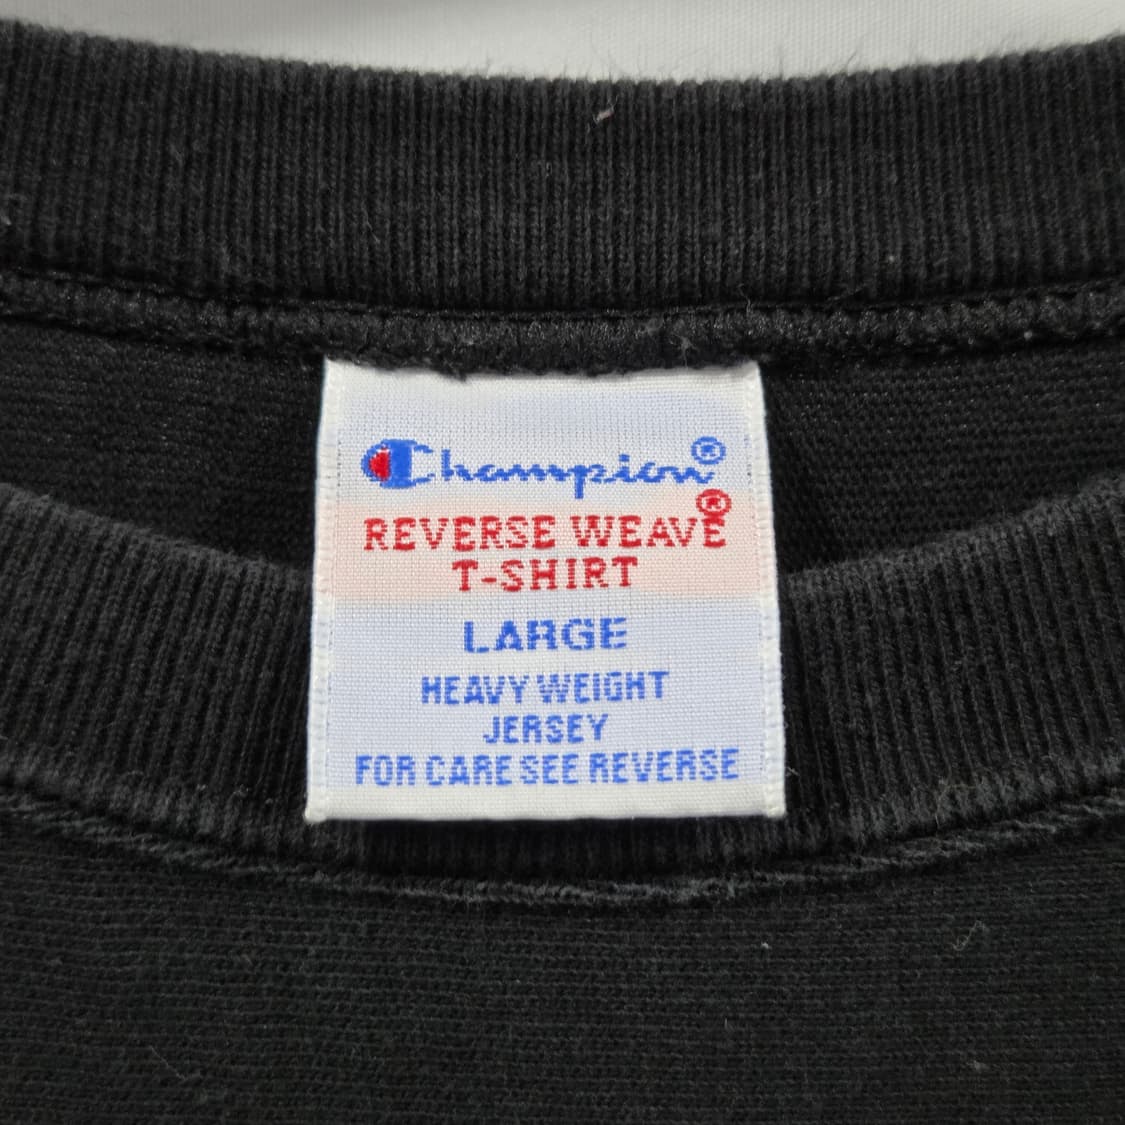 Champion®
REVERSE WEAVE®
T-SHIRT
LARGE
HEAVY WEIGHT
JERSEY
FOR CARE SEE REVERSE